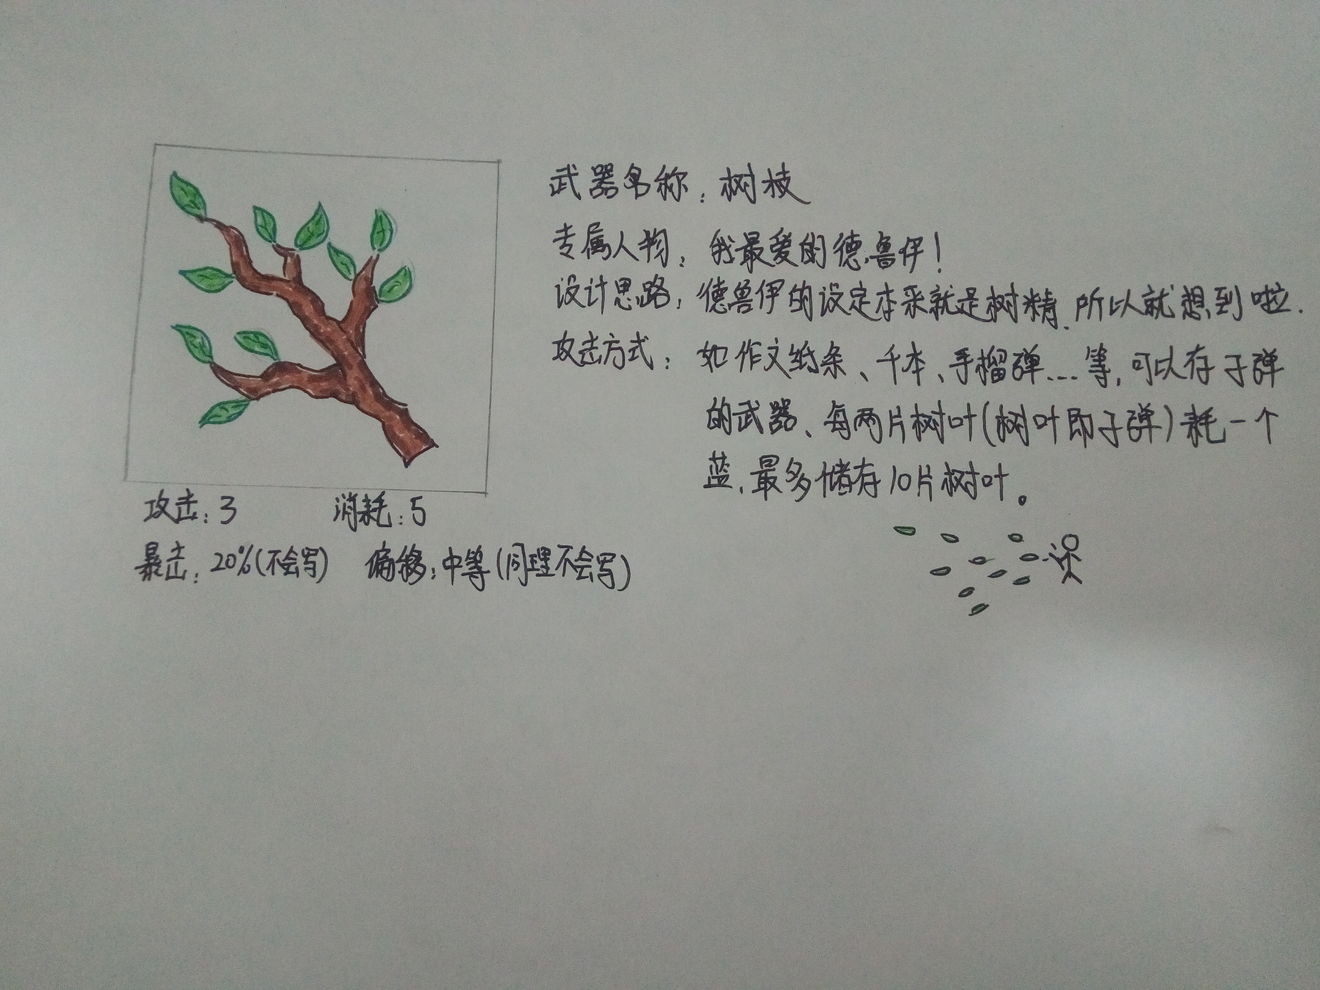 武器名称：树枝
专属人物：我最爱的德鲁伊！
设计思路：德鲁伊的设定本来就是树精，所以就想到啦．
攻击方式：如作文纸条、千本、手榴弹…等，可以存子弹
的武器、每两片树叶（树叶即子弹）耗一个
蓝，最多储存10片树叶。
攻击：3 消耗：5
暴击：20%（不会写） 偏移：中等（同理不会写）